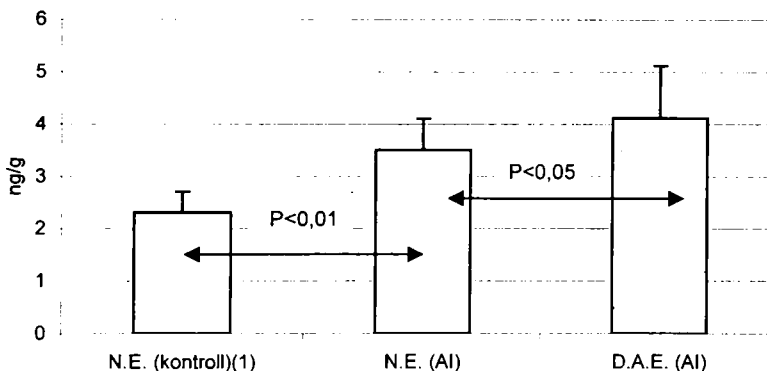 6
5
4
3
2
1
0
ng/g
P<0,01
P<0,05
N.E. (kontroll)(1)
N.E. (AI)
D.A.E. (AI)